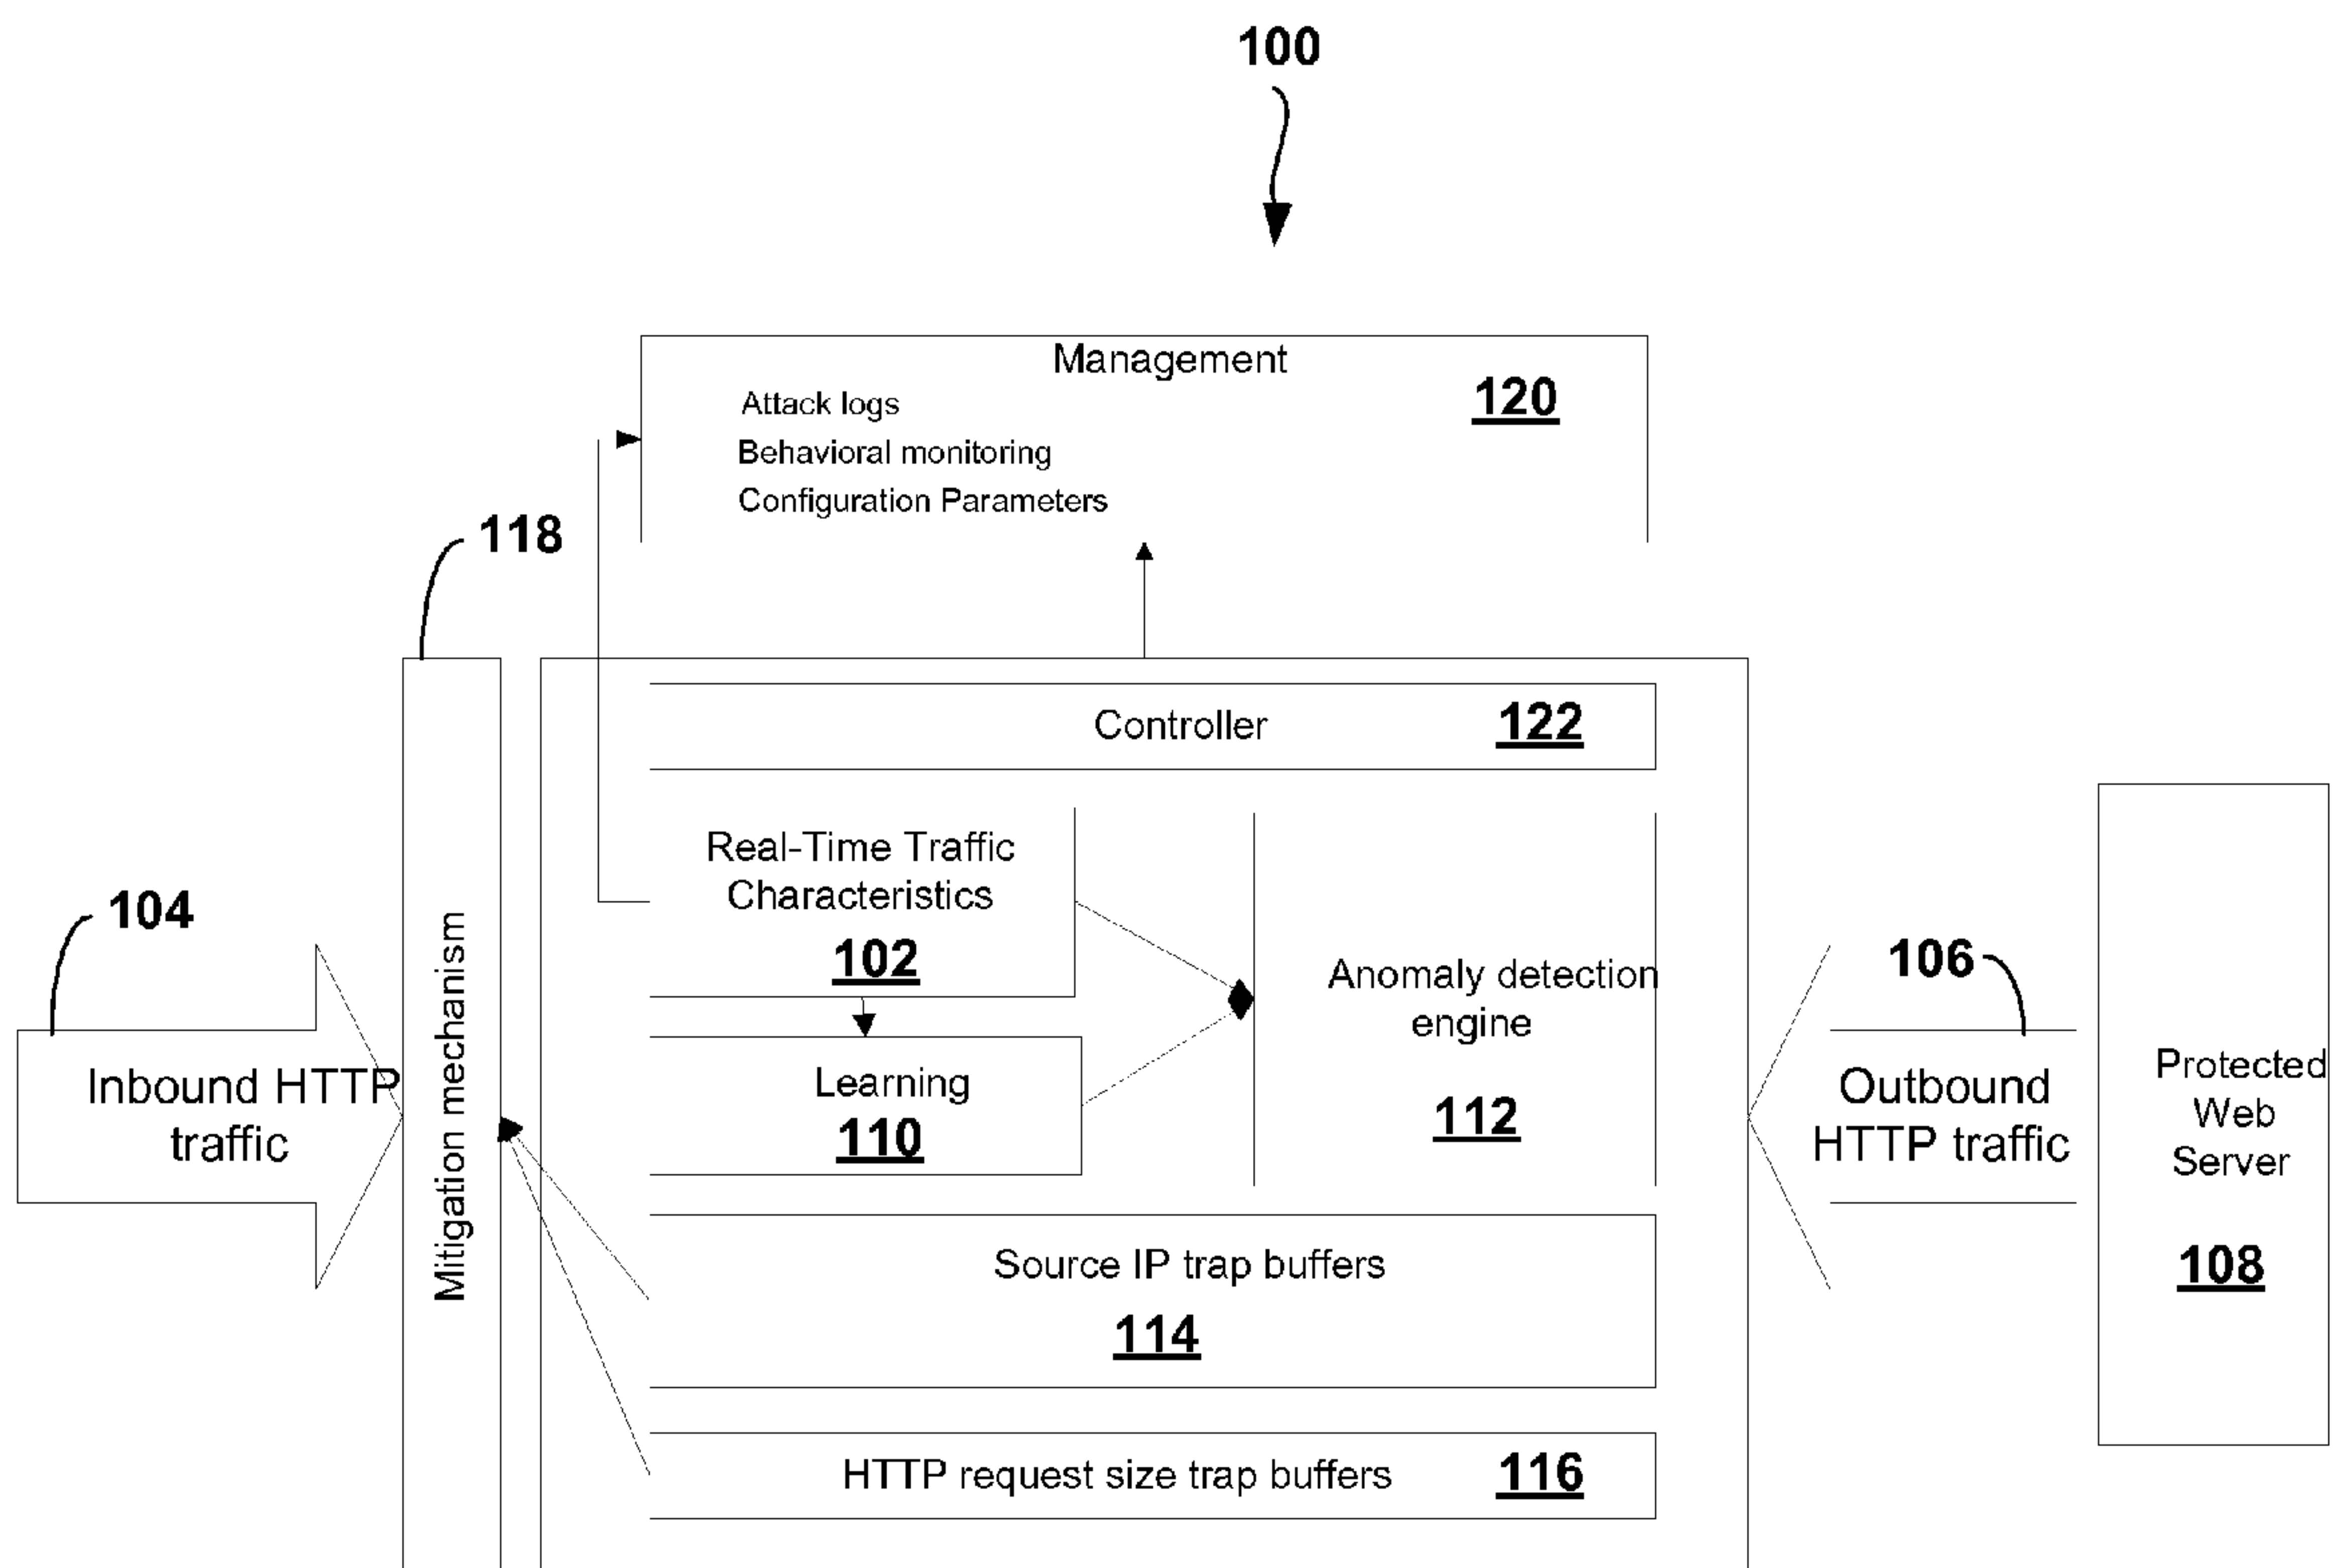 100
Management
120
Attack logs
Behavioral monitoring
Configuration Parameters
118
Controller
122
Real-Time Traffic
Characteristics
102
104
Inbound HTTP
traffic
Mitigation mechanism
Learning
110
Anomaly detection
engine
112
106
Outbound
HTTP traffic
Protected
Web
Server
108
Source IP trap buffers
114
HTTP request size trap buffers
116